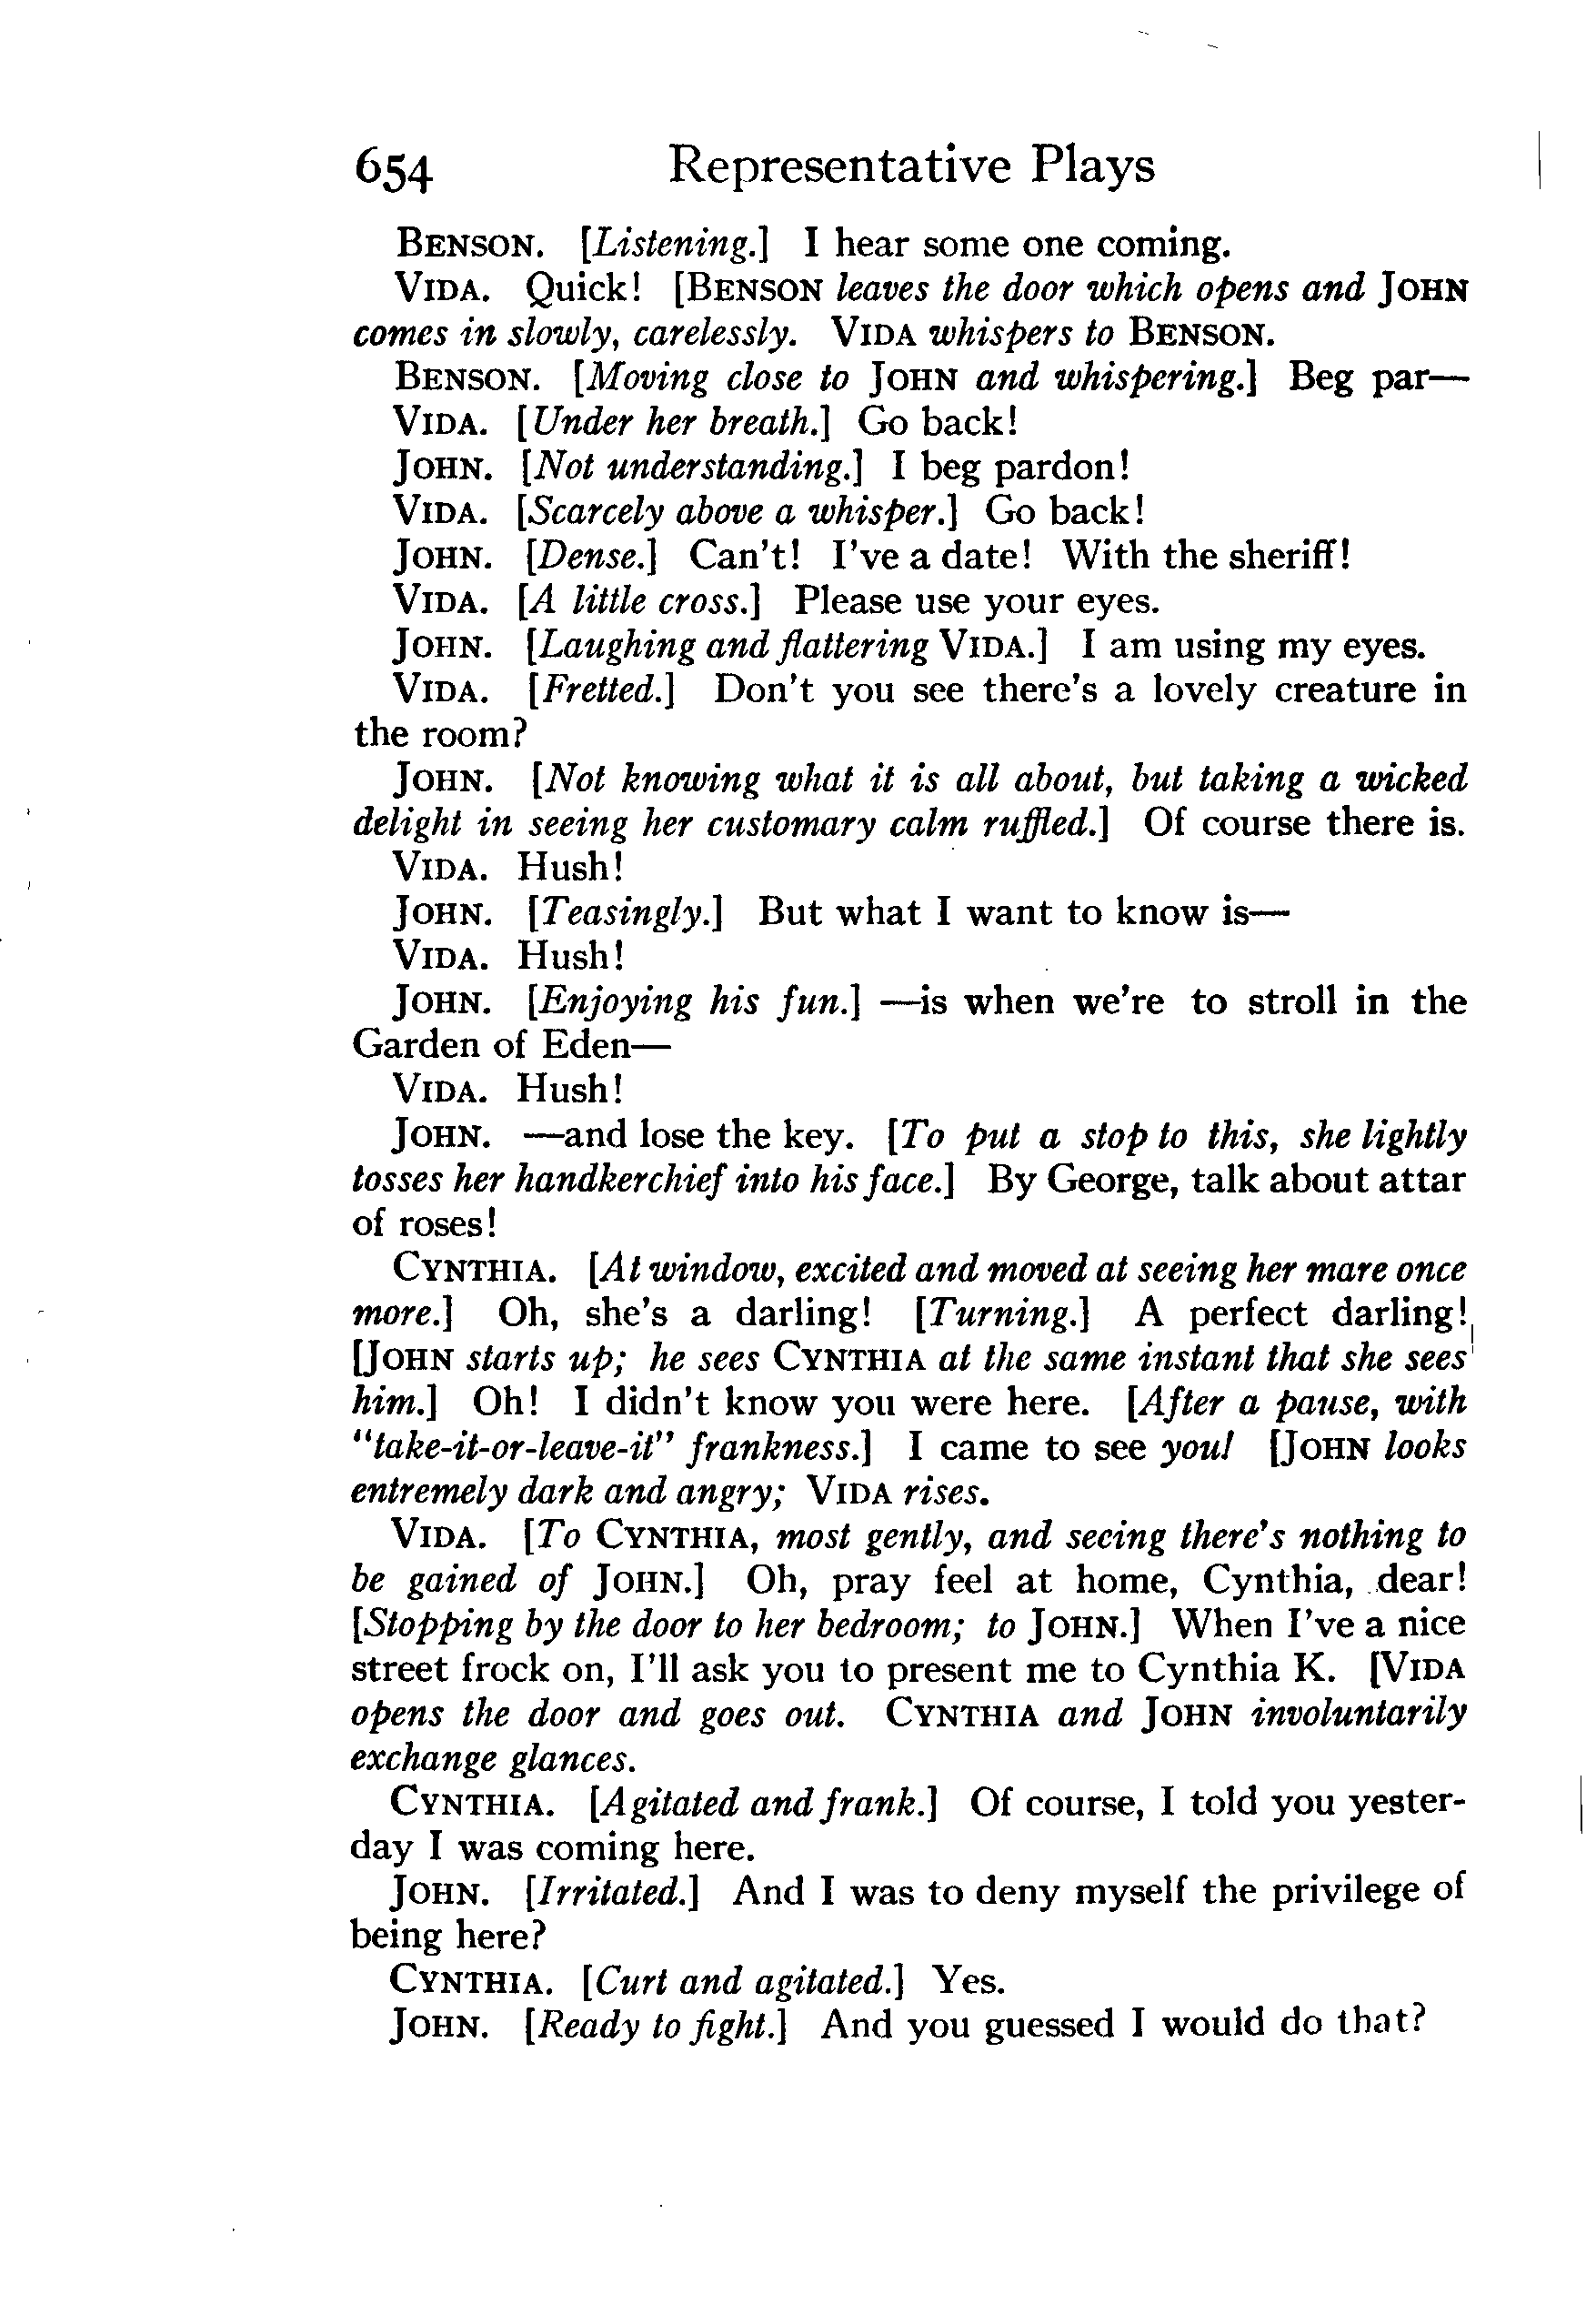 654 Representative Plays
BENSON. [Listening.] I hear some one coming.
VIDA. Quick! [BENSON leaves the door which opens and JOHN
comes in slowly, carelessly. VIDA whispers to BENSON.
BENSON. [Moving close to JOHN and whispering.] Beg par—
VIDA. [Under her breath.] Go back!
JOHN. [Not understanding.] I beg pardon!
VIDA. [Scarcely above a whisper.] Go back!
JOHN. [Dense.] Can't! I've a date! With the sheriff!
VIDA. [A little cross.] Please use your eyes.
JOHN. [Laughing and flattering VIDA.] I am using my eyes.
VIDA. [Fretted.] Don't you see there's a lovely creature in
the room?
JOHN. [Not knowing what it is all about, but taking a wicked
delight in seeing her customary calm ruffled.] Of course there is.
VIDA. Hush!
JOHN. [Teasingly.] But what I want to know is—
VIDA. Hush!
JOHN. [Enjoying his fun.] —is when we're to stroll in the
Garden of Eden—
VIDA. Hush!
JOHN. —and lose the key. [To put a stop to this, she lightly
tosses her handkerchief into his face.] By George, talk about attar
of roses!
CYNTHIA. [At window, excited and moved at seeing her mare once
more.] Oh, she's a darling! [Turning.] A perfect darling!
[JOHN starts up; he sees CYNTHIA at the same instant that she sees
him.] Oh! I didn't know you were here. [After a pause, with
"take-it-or-leave-it" frankness.] I came to see you! [JOHN looks
entremely dark and angry; VIDA rises.
VIDA. [To CYNTHIA, most gently, and seeing there's nothing to
be gained of JOHN.] Oh, pray feel at home, Cynthia, dear!
[Stopping by the door to her bedroom; to JOHN.] When I've a nice
street frock on, I'll ask you to present me to Cynthia K. [VIDA
opens the door and goes out. CYNTHIA and JOHN involuntarily
exchange glances.
CYNTHIA. [Agitated and frank.] Of course, I told you yester-
day I was coming here.
JOHN. [Irritated.] And I was to deny myself the privilege of
being here?
CYNTHIA. [Curt and agitated.] Yes.
JOHN. [Ready to fight.] And you guessed I would do that?